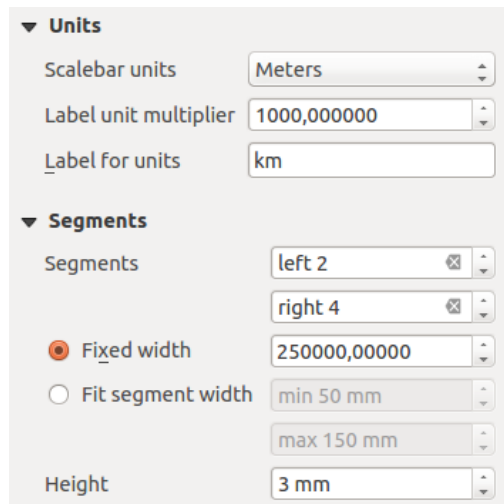 Units
Scalebar units Meters
Label unit multiplier 1000,000000
Label for units km
Segments
Segments left 2
right 4
Fixed width 250000,00000
Fit segment width min 50 mm
max 150 mm
Height 3 mm